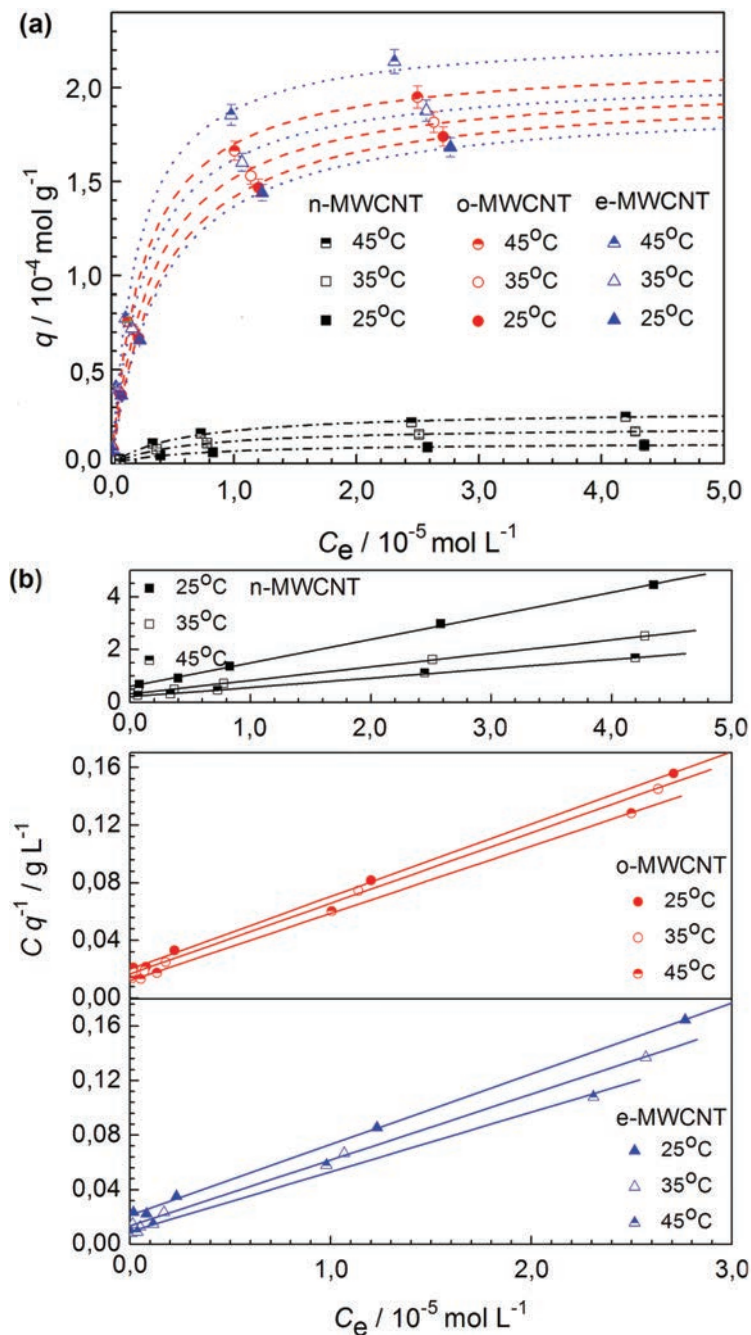 (a)
2,0
1,5
1,0
0,5
0,0
q / 10⁻⁴ mol g⁻¹
n-MWCNT o-MWCNT e-MWCNT
45°C 45°C 45°C
35°C 35°C 35°C
25°C 25°C 25°C
0,0 1,0 2,0 3,0 4,0 5,0
Ce / 10⁻⁵ mol L⁻¹
(b)
25°C n-MWCNT
35°C
45°C
4
2
0
0,0 1,0 2,0 3,0 4,0 5,0
0,16
0,12
0,08
0,04
0,00
o-MWCNT
25°C
35°C
45°C
C q⁻¹ / g L⁻¹
0,16
0,12
0,08
0,04
0,00
e-MWCNT
25°C
35°C
45°C
0,0 1,0 2,0 3,0
Ce / 10⁻⁵ mol L⁻¹